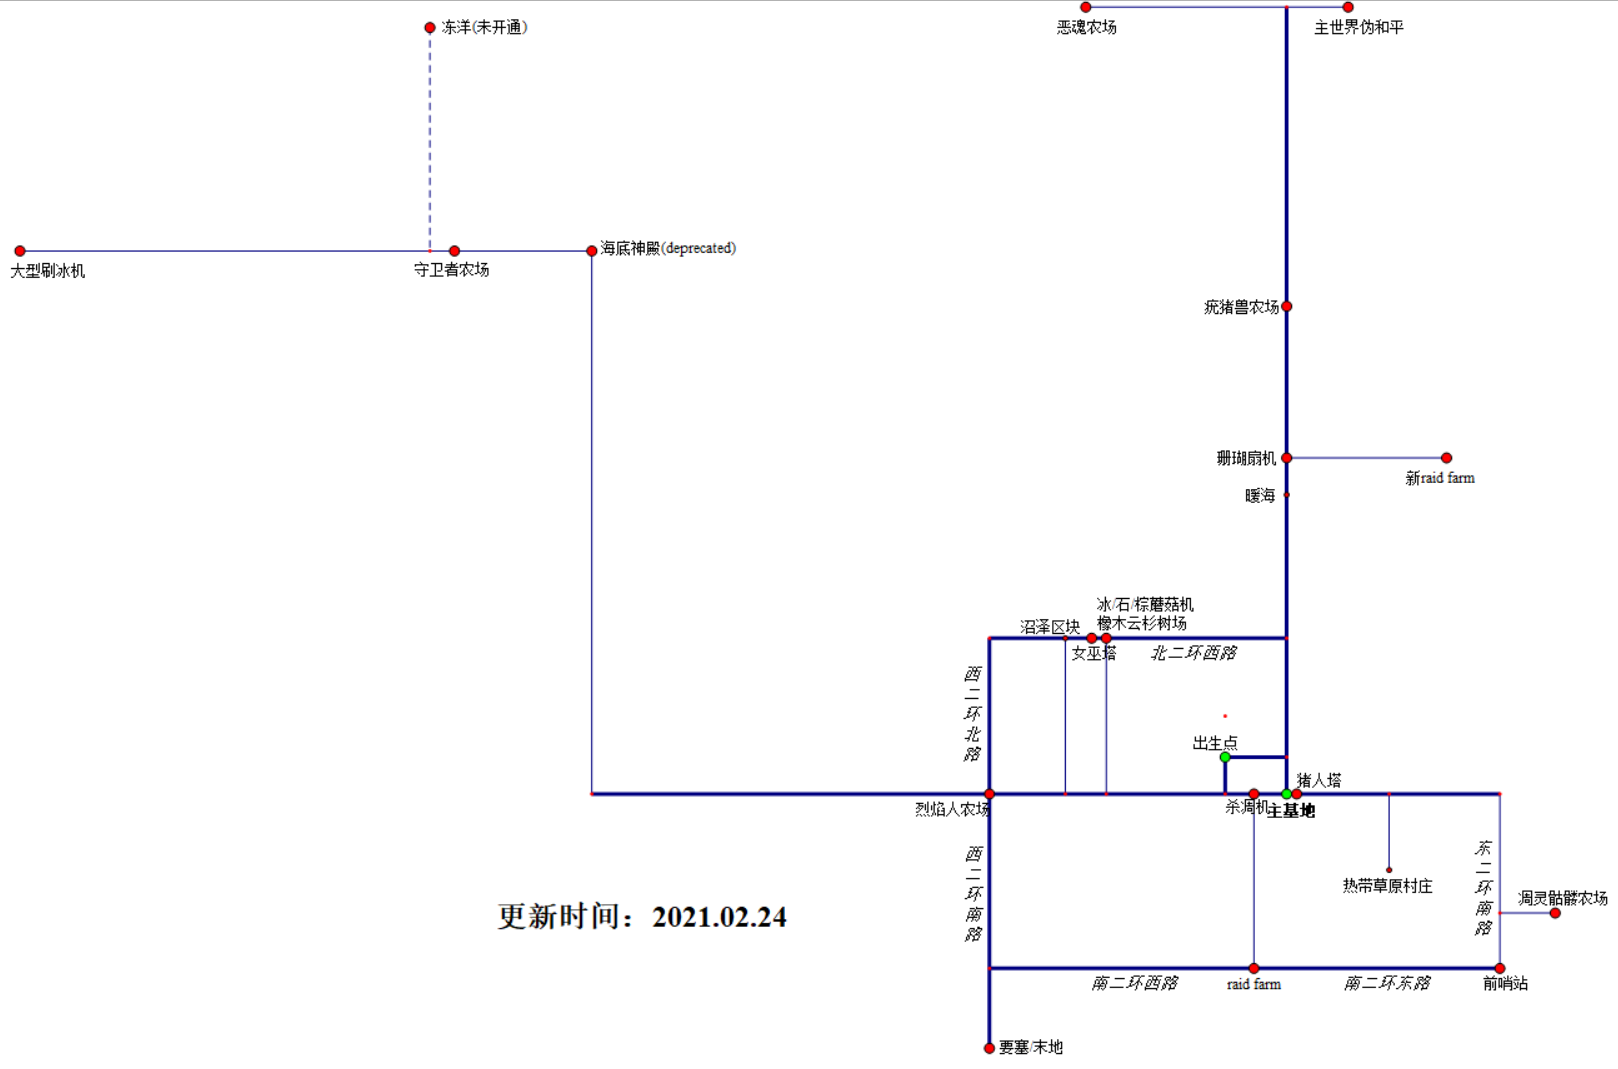 冻洋(未开通)
恶魂农场
主世界伪和平
海底神殿(deprecated)
大型刷冰机
守卫者农场
疣猪兽农场
珊瑚扇机
新raid farm
暖海
冰/石/棕蘑菇机
橡木云杉树场
沼泽区块
女巫塔
北二环西路
西二环北路
出生点
猪人塔
烈焰人农场
杀凋机
主基地
西二环南路
东二环南路
热带草原村庄
凋灵骷髅农场
更新时间：2021.02.24
南二环西路
raid farm
南二环东路
前哨站
要塞/末地